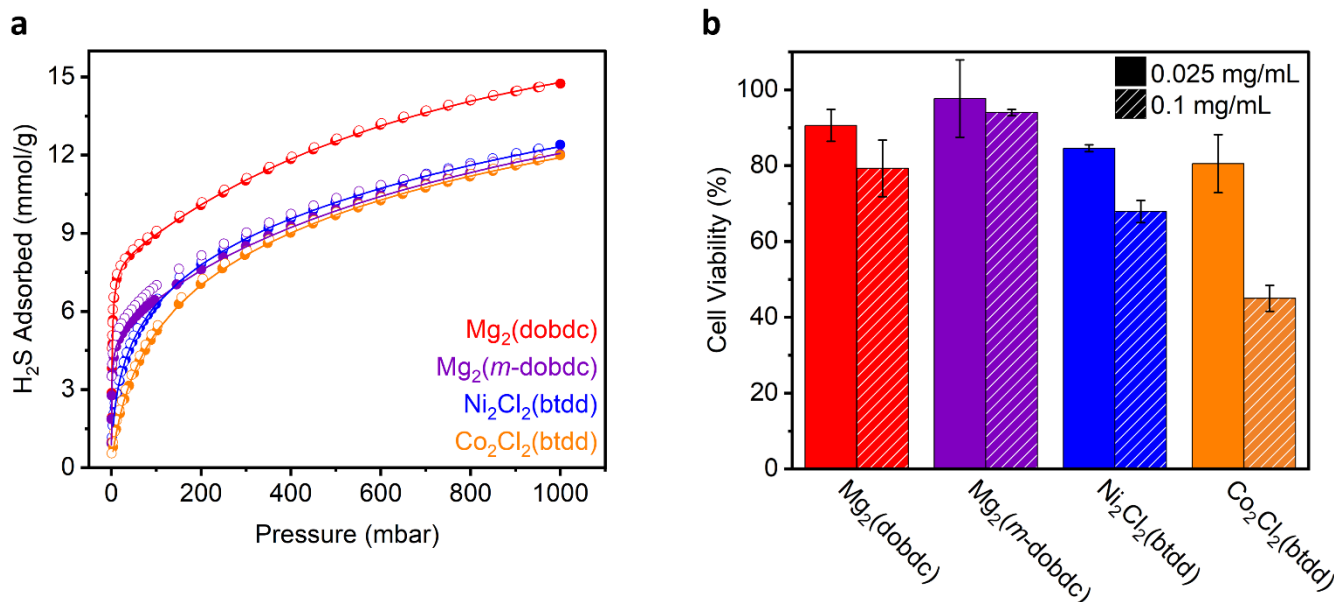 a
H₂S Adsorbed (mmol/g)
15
12
9
6
3
0
0 200 400 600 800 1000
Pressure (mbar)
Mg₂(dobdc)
Mg₂(m-dobdc)
Ni₂Cl₂(btdd)
Co₂Cl₂(btdd)
b
Cell Viability (%)
100
80
60
40
20
0
0.025 mg/mL
0.1 mg/mL
Mg₂(dobdc)
Mg₂(m-dobdc)
Ni₂Cl₂(btdd)
Co₂Cl₂(btdd)